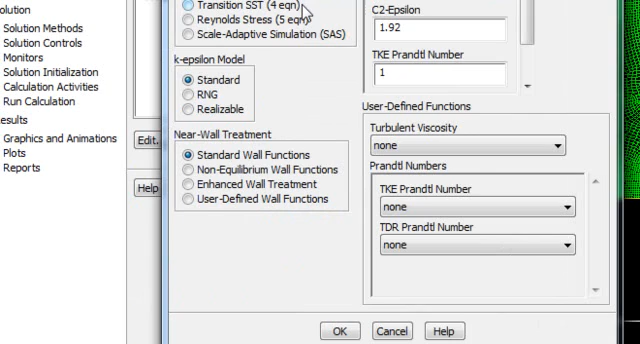 olution
Solution Methods
Solution Controls
Monitors
Solution Initialization
Calculation Activities
Run Calculation
esults
Graphics and Animations
Plots
Reports
Edit.
Help
Transition SST (4 eqn)
Reynolds Stress (5 eqn)
Scale-Adaptive Simulation (SAS)
k-epsilon Model
Standard
RNG
Realizable
Near-Wall Treatment
Standard Wall Functions
Non-Equilibrium Wall Functions
Enhanced Wall Treatment
User-Defined Wall Functions
C2-Epsilon
1.92
TKE Prandtl Number
1
User-Defined Functions
Turbulent Viscosity
none
Prandtl Numbers
TKE Prandtl Number
none
TDR Prandtl Number
none
OK Cancel Help